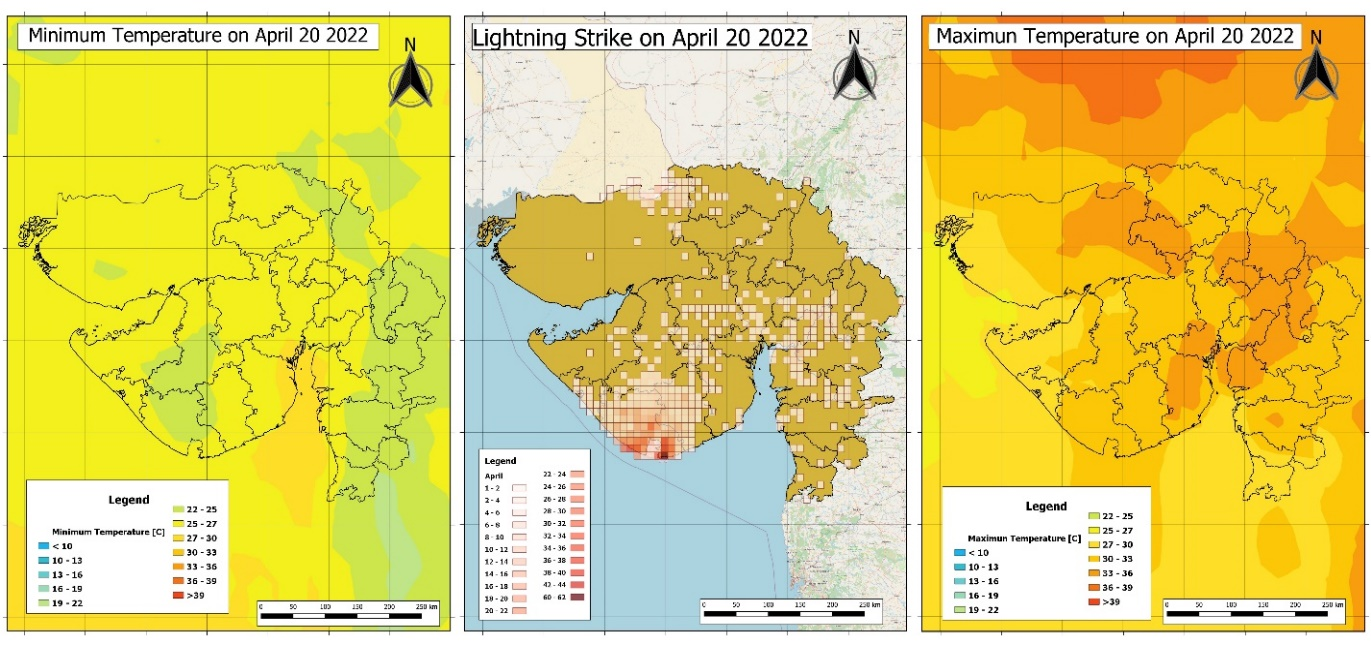 Minimum Temperature on April 20 2022
N
Legend
Minimum Temperature [C]
< 10
10 - 13
13 - 16
16 - 19
19 - 22
22 - 25
25 - 27
27 - 30
30 - 33
33 - 36
36 - 39
>39
0 50 100 150 200 250 km
Lightning Strike on April 20 2022
N
Legend
April
1 - 2
2 - 4
4 - 6
6 - 8
8 - 10
10 - 12
12 - 14
14 - 16
16 - 18
18 - 20
20 - 22
22 - 24
24 - 26
26 - 28
28 - 30
30 - 32
32 - 34
34 - 36
36 - 38
38 - 40
42 - 44
60 - 62
0 50 100 150 200 250 km
Maximun Temperature on April 20 2022
N
Legend
Maximun Temperature [C]
< 10
10 - 13
13 - 16
16 - 19
19 - 22
22 - 25
25 - 27
27 - 30
30 - 33
33 - 36
36 - 39
>39
0 50 100 150 200 250 km